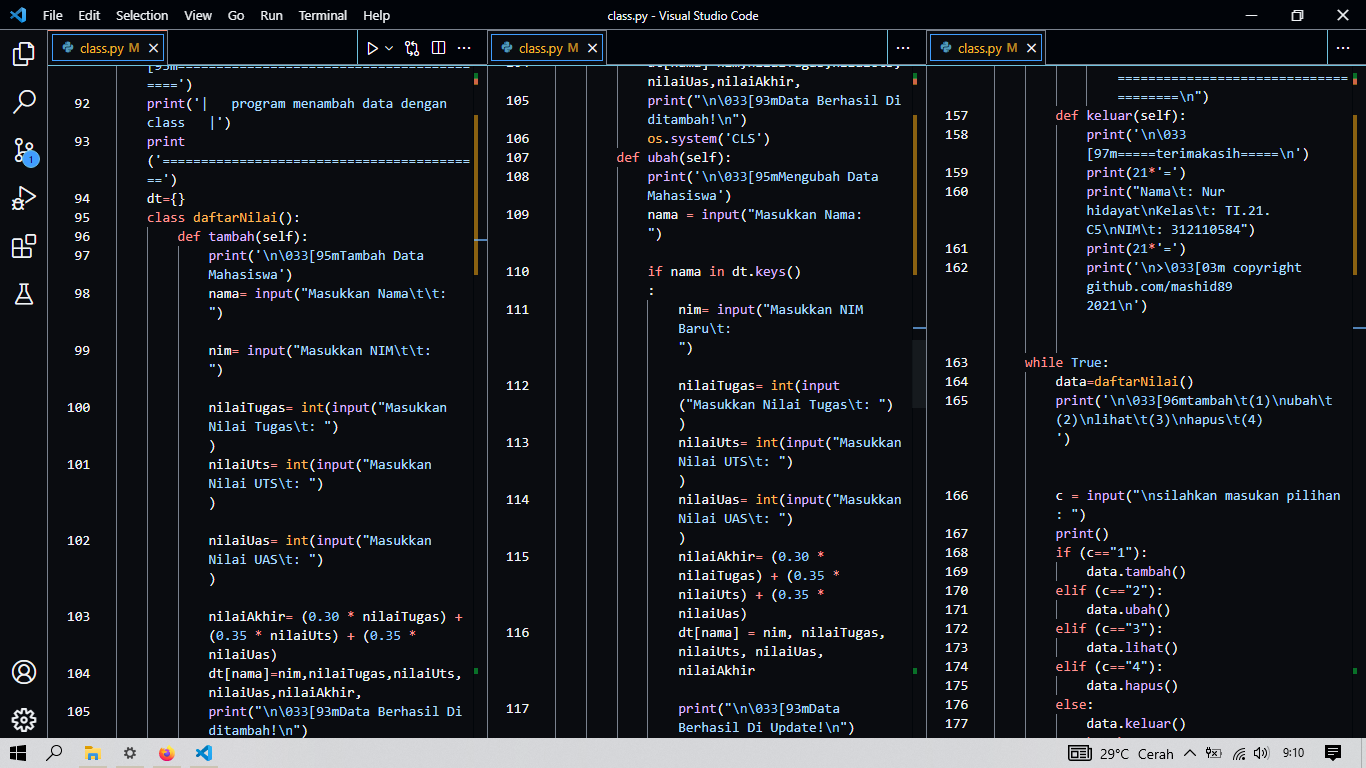 File Edit Selection View Go Run Terminal Help
class.py - Visual Studio Code
class.py M
[95m========================================
====')
92 print('|   program menambah data dengan
class   |')
93 print
('========================================
==')
94 dt={}
95 class daftarNilai():
96 def tambah(self):
97 print('\n\033[95mTambah Data
Mahasiswa')
98 nama= input("Masukkan Nama\t\t:
")
99 nim= input("Masukkan NIM\t\t:
")
100 nilaiTugas= int(input("Masukkan
Nilai Tugas\t: ")
)
101 nilaiUts= int(input("Masukkan
Nilai UTS\t: ")
)
102 nilaiUas= int(input("Masukkan
Nilai UAS\t: ")
)
103 nilaiAkhir= (0.30 * nilaiTugas) +
(0.35 * nilaiUts) + (0.35 *
nilaiUas)
104 dt[nama]=nim,nilaiTugas,nilaiUts,
nilaiUas,nilaiAkhir,
105 print("\n\033[93mData Berhasil Di
ditambah!\n")
class.py M
104 dt[nama]=nim,nilaiTugas,nilaiUts,
nilaiUas,nilaiAkhir,
105 print("\n\033[93mData Berhasil Di
ditambah!\n")
106 os.system('CLS')
107 def ubah(self):
108 print('\n\033[95mMengubah Data
Mahasiswa')
109 nama = input("Masukkan Nama:
")
110 if nama in dt.keys()
:
111 nim= input("Masukkan NIM
Baru\t:
")
112 nilaiTugas= int(input
("Masukkan Nilai Tugas\t: ")
)
113 nilaiUts= int(input("Masukkan
Nilai UTS\t: ")
)
114 nilaiUas= int(input("Masukkan
Nilai UAS\t: ")
)
115 nilaiAkhir= (0.30 *
nilaiTugas) + (0.35 *
nilaiUts) + (0.35 *
nilaiUas)
116 dt[nama] = nim, nilaiTugas,
nilaiUts, nilaiUas,
nilaiAkhir
117 print("\n\033[93mData
Berhasil Di Update!\n")
class.py M
==============================
========\n")
157 def keluar(self):
158 print('\n\033
[97m=====terimakasih=====\n')
159 print(21*'=')
160 print("Nama\t: Nur
hidayat\nKelas\t: TI.21.
C5\nNIM\t: 312110584")
161 print(21*'=')
162 print('\n>\033[03m copyright
github.com/mashid89
2021\n')
163 while True:
164 data=daftarNilai()
165 print('\n\033[96mtambah\t(1)\nubah\t
(2)\nlihat\t(3)\nhapus\t(4)
')
166 c = input("\nsilahkan masukan pilihan
: ")
167 print()
168 if (c=="1"):
169 data.tambah()
170 elif (c=="2"):
171 data.ubah()
172 elif (c=="3"):
173 data.lihat()
174 elif (c=="4"):
175 data.hapus()
176 else:
177 data.keluar()
1
29°C Cerah
9:10